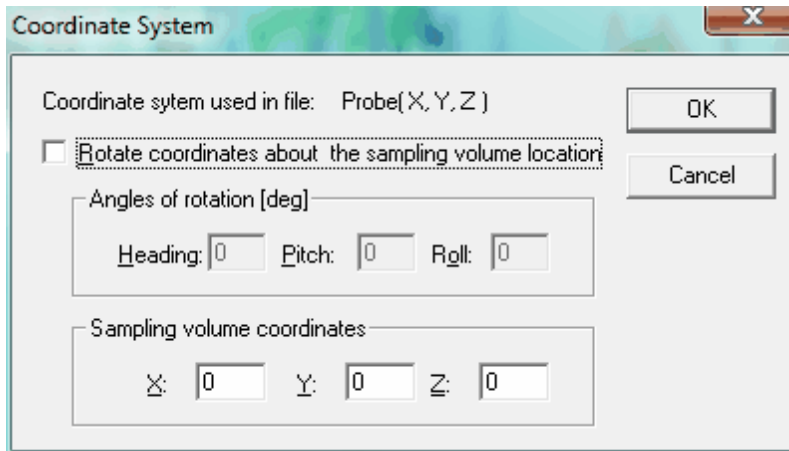 Coordinate System
X
Coordinate sytem used in file: Probe(X, Y, Z)
OK
Rotate coordinates about the sampling volume location
Cancel
Angles of rotation [deg]
Heading: 0 Pitch: 0 Roll: 0
Sampling volume coordinates
X: 0 Y: 0 Z: 0